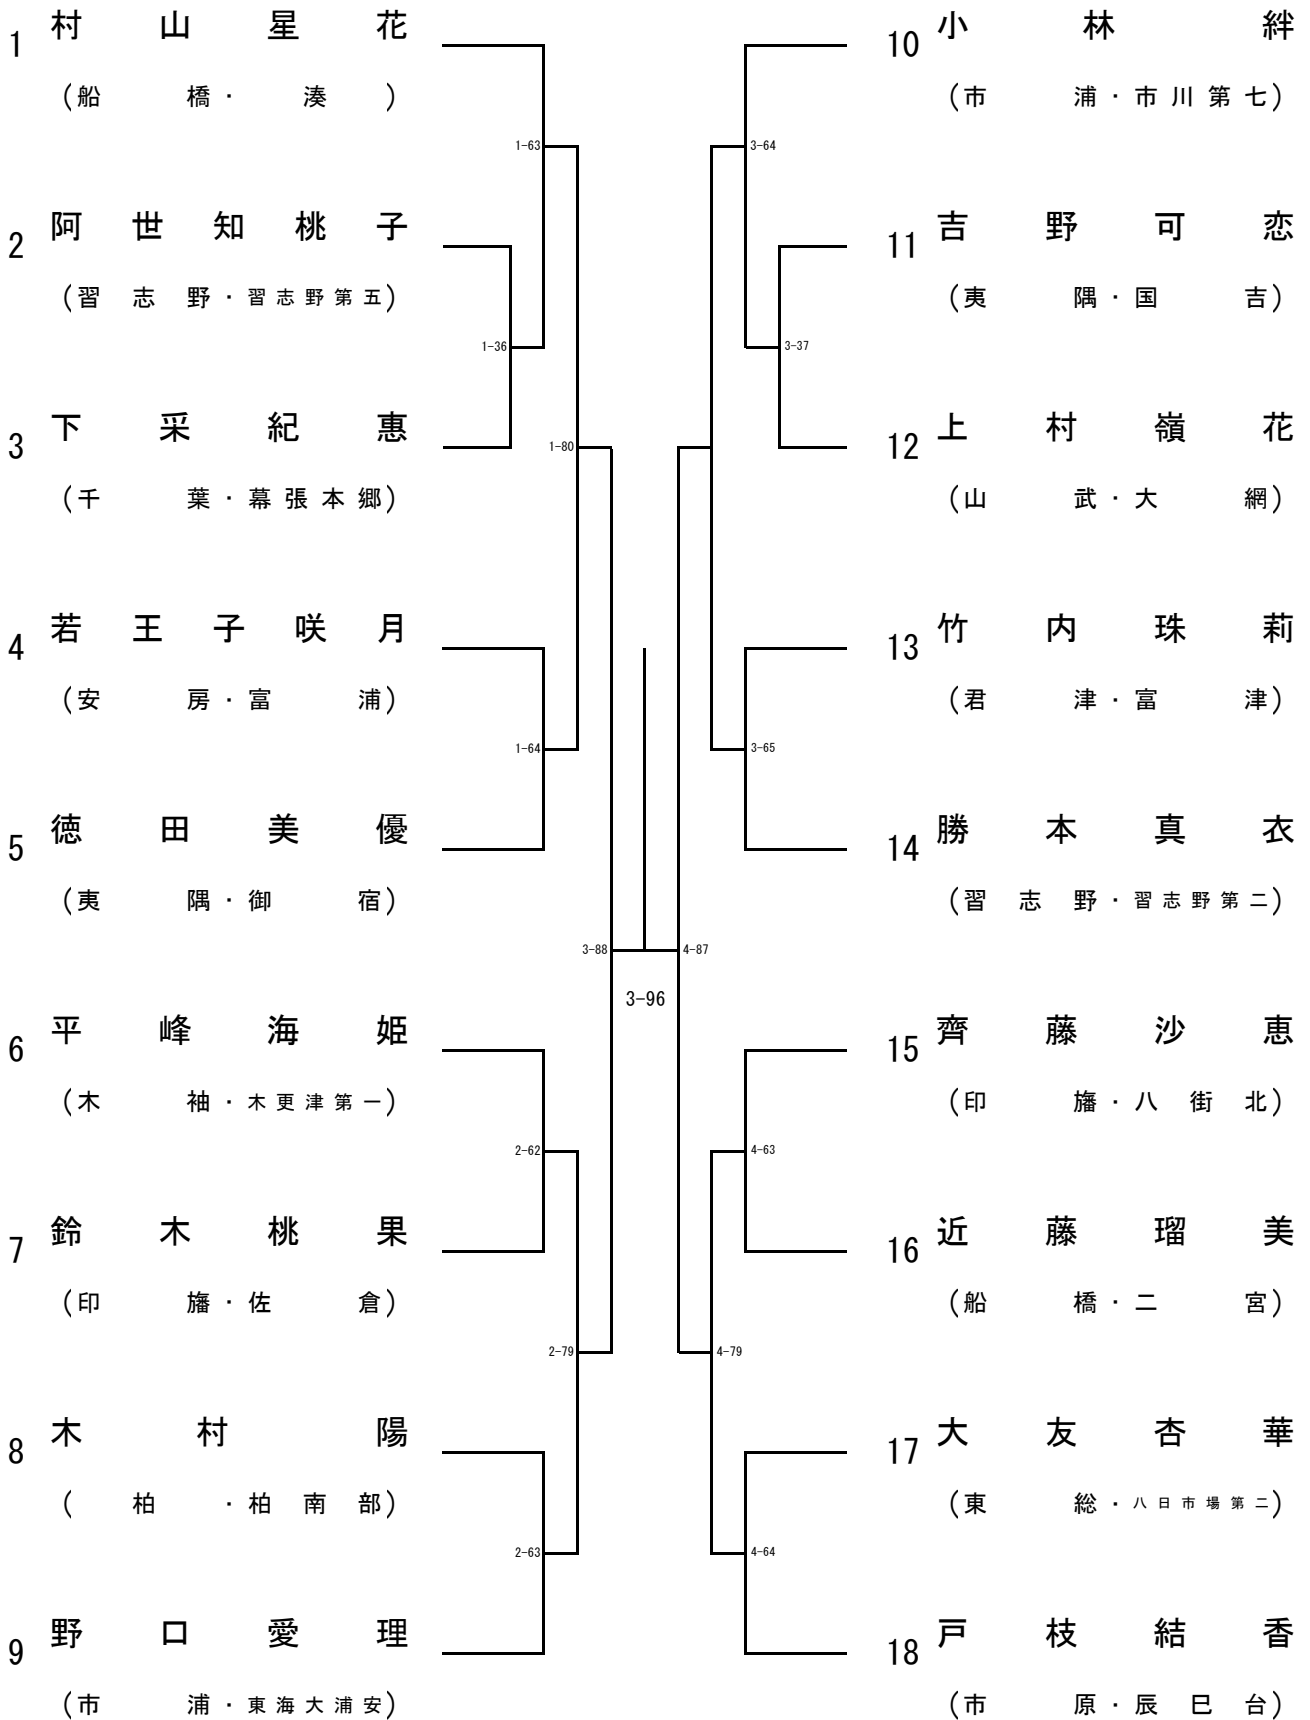 1 村山星花
(船橋・湊)
1-63
2 阿世知桃子
(習志野・習志野第五)
1-36
3 下采紀惠
(千葉・幕張本郷)
1-80
4 若王子咲月
(安房・富浦)
1-64
5 徳田美優
(夷隅・御宿)
3-88
6 平峰海姫
(木袖・木更津第一)
2-62
7 鈴木桃果
(印旛・佐倉)
2-79
8 木村陽
(柏・柏南部)
2-63
9 野口愛理
(市浦・東海大浦安)
3-96
10 小林絆
(市浦・市川第七)
3-64
11 吉野可恋
(夷隅・国吉)
3-37
12 上村嶺花
(山武・大網)
13 竹内珠莉
(君津・富津)
3-65
14 勝本真衣
(習志野・習志野第二)
4-87
15 齊藤沙恵
(印旛・八街北)
4-63
16 近藤瑠美
(船橋・二宮)
4-79
17 大友杏華
(東総・八日市場第二)
4-64
18 戸枝結香
(市原・辰巳台)